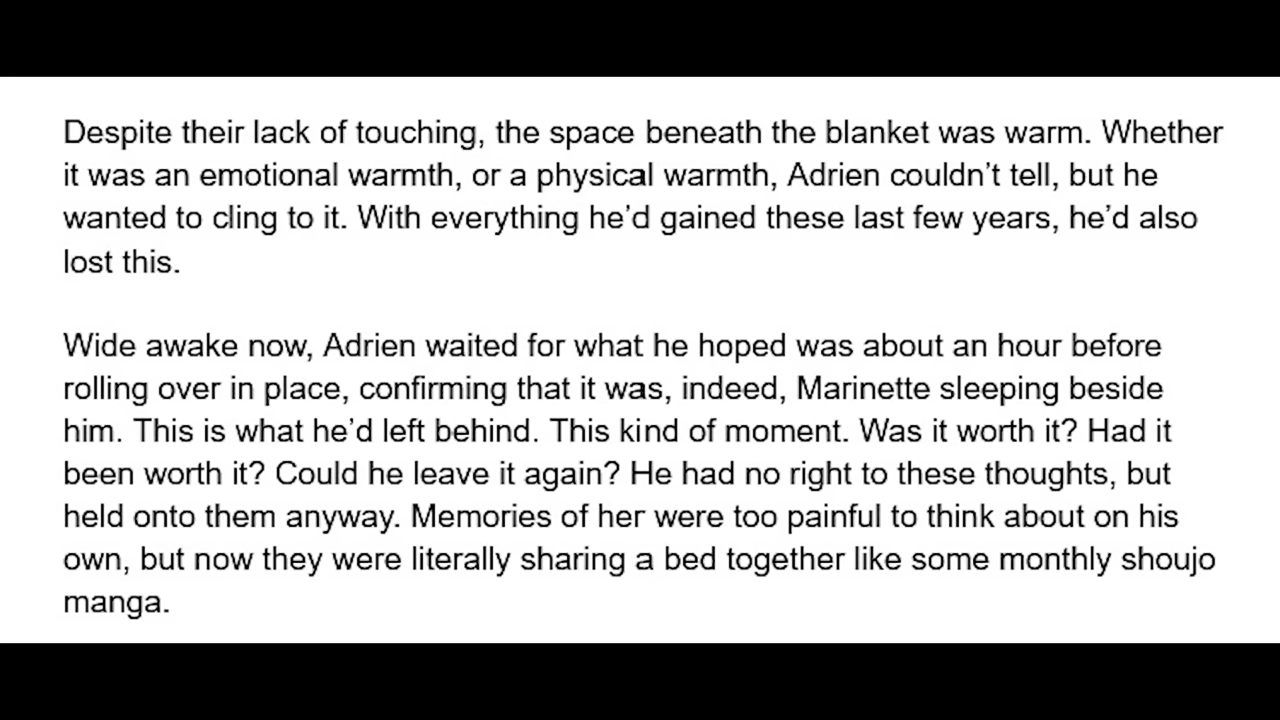 Despite their lack of touching, the space beneath the blanket was warm. Whether
it was an emotional warmth, or a physical warmth, Adrien couldn’t tell, but he
wanted to cling to it. With everything he’d gained these last few years, he’d also
lost this.
Wide awake now, Adrien waited for what he hoped was about an hour before
rolling over in place, confirming that it was, indeed, Marinette sleeping beside
him. This is what he’d left behind. This kind of moment. Was it worth it? Had it
been worth it? Could he leave it again? He had no right to these thoughts, but
held onto them anyway. Memories of her were too painful to think about on his
own, but now they were literally sharing a bed together like some monthly shoujo
manga.